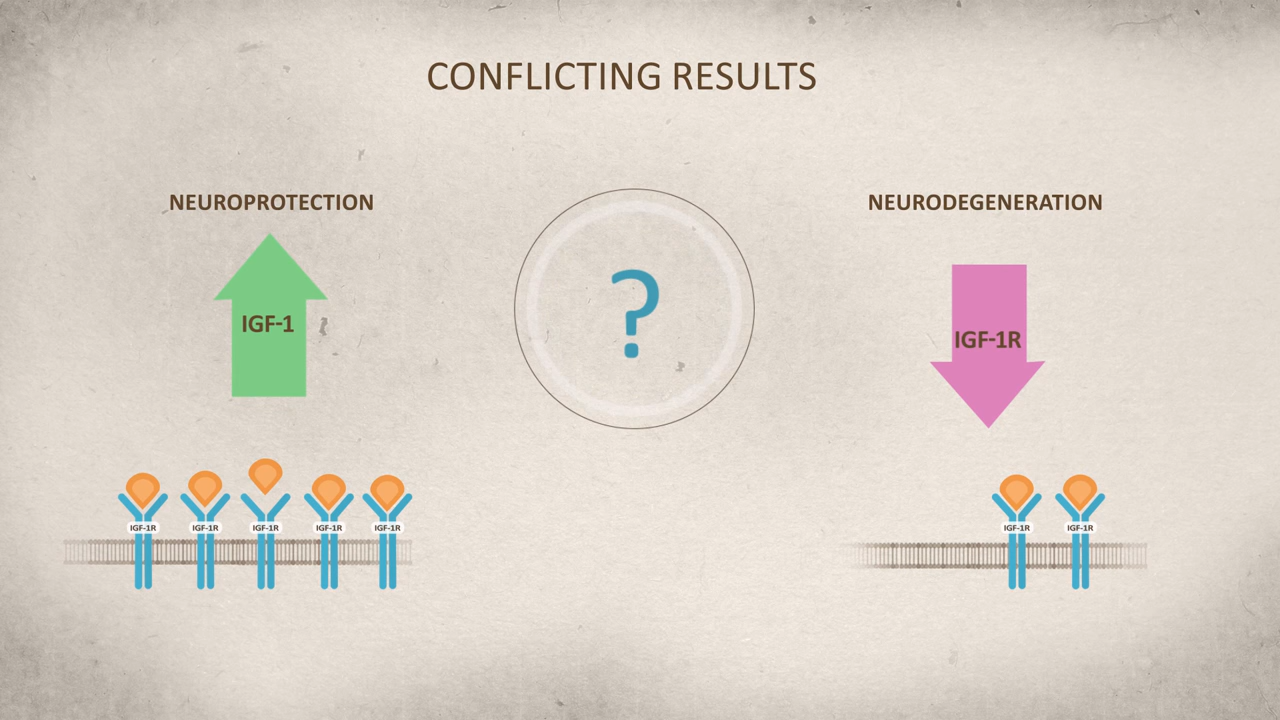 CONFLICTING RESULTS
NEUROPROTECTION
IGF-1
IGF-1R
IGF-1R
IGF-1R
IGF-1R
IGF-1R
?
NEURODEGENERATION
IGF-1R
IGF-1R
IGF-1R